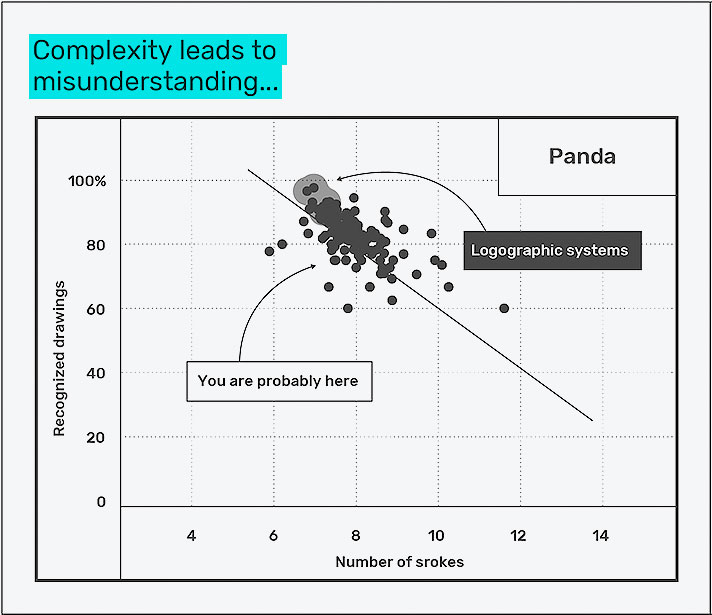 Complexity leads to
misunderstanding...
Panda
100%
80
60
40
20
0
Recognized drawings
Logographic systems
You are probably here
4 6 8 10 12 14
Number of srokes